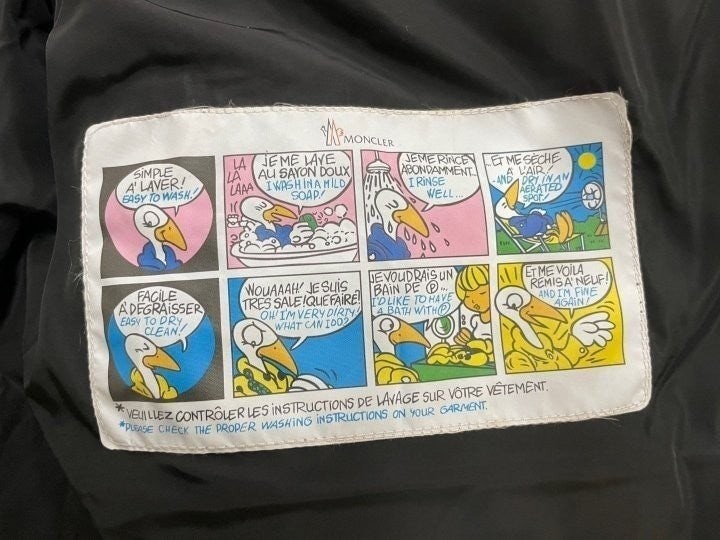 MONCLER
SIMPLE
A' LAVER!
EASY TO WASH!
LA
LÀ
LAAA
JE ME LAVE
AU SAVON DOUX
I WASH IN A MILD
SOAP!
JE ME RINCE
ABONDAMMENT...
I RINSE
WELL...
..ET ME SÈCHE
À L'AIR!
-AND DRY IN AN
AERATED
SPOT!
FACILE
À DEGRAISSER
EASY TO DRY
CLEAN!
WOUAAAH! JE SUIS
TRES SALE! QUE FAIRE!
OH! I'M VERY DIRTY!
WHAT CAN I DO?
JE VOUDRAIS UN
BAIN DE Ⓟ...
I'D LIKE TO HAVE
A BATH WITH Ⓟ
ET ME VOILA
REMIS A' NEUF!
AND I'M FINE
AGAIN!
* VEUILLEZ CONTRÔLER LES INSTRUCTIONS DE LAVAGE SUR VÔTRE VÊTEMENT.
*PLEASE CHECK THE PROPER WASHING INSTRUCTIONS ON YOUR GARMENT.